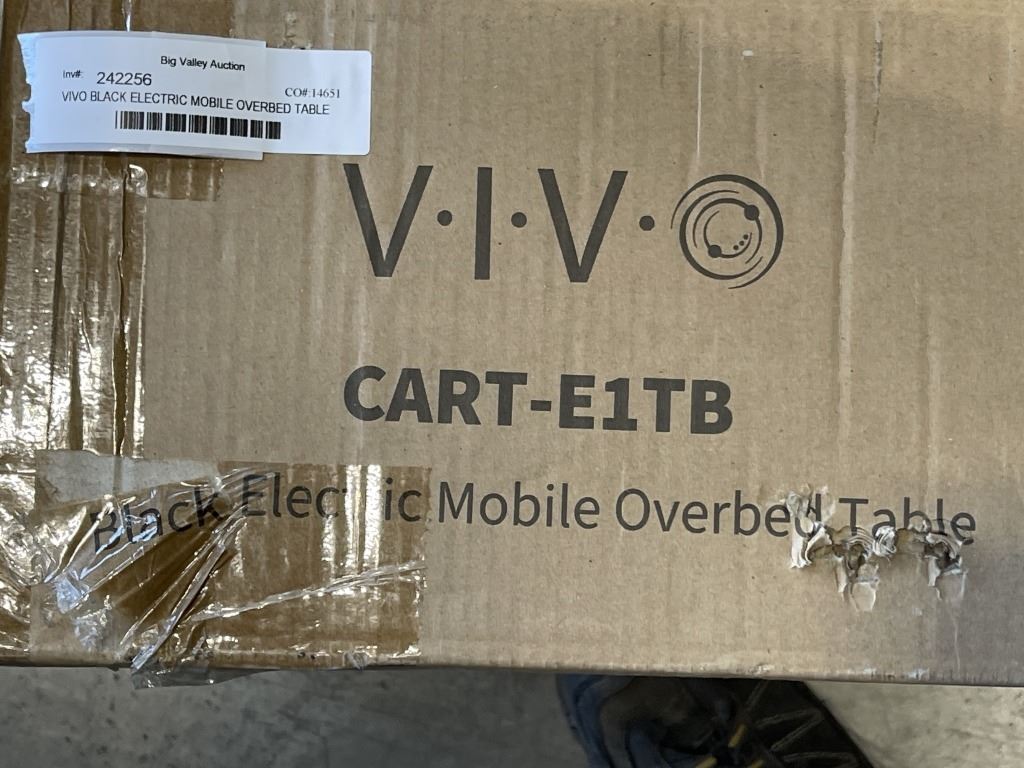 Big Valley Auction
Inv#: 242256
CO#:14651
VIVO BLACK ELECTRIC MOBILE OVERBED TABLE
V·I·V·O
CART-E1TB
Black Electric Mobile Overbed Table